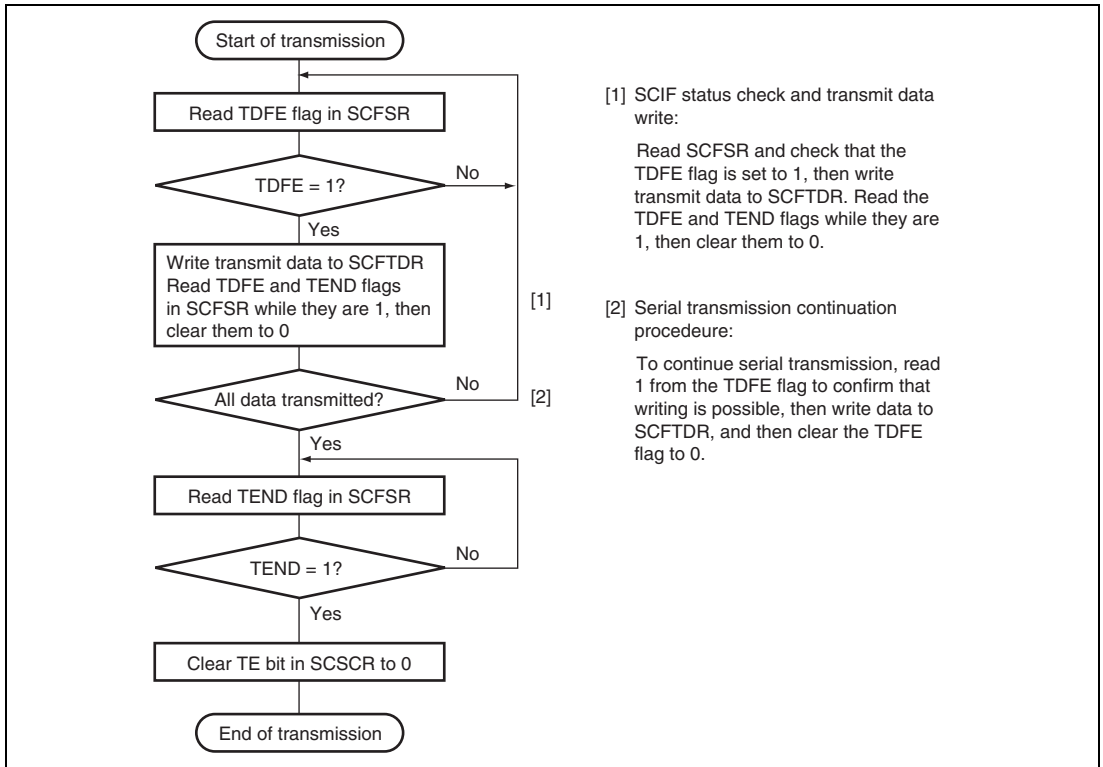 Start of transmission
Read TDFE flag in SCFSR
TDFE = 1?
No
Yes
Write transmit data to SCFTDR
Read TDFE and TEND flags
in SCFSR while they are 1, then
clear them to 0
[1]
All data transmitted?
No
[2]
Yes
Read TEND flag in SCFSR
TEND = 1?
No
Yes
Clear TE bit in SCSCR to 0
End of transmission
[1] SCIF status check and transmit data
write:
Read SCFSR and check that the
TDFE flag is set to 1, then write
transmit data to SCFTDR. Read the
TDFE and TEND flags while they are
1, then clear them to 0.
[2] Serial transmission continuation
procedeure:
To continue serial transmission, read
1 from the TDFE flag to confirm that
writing is possible, then write data to
SCFTDR, and then clear the TDFE
flag to 0.